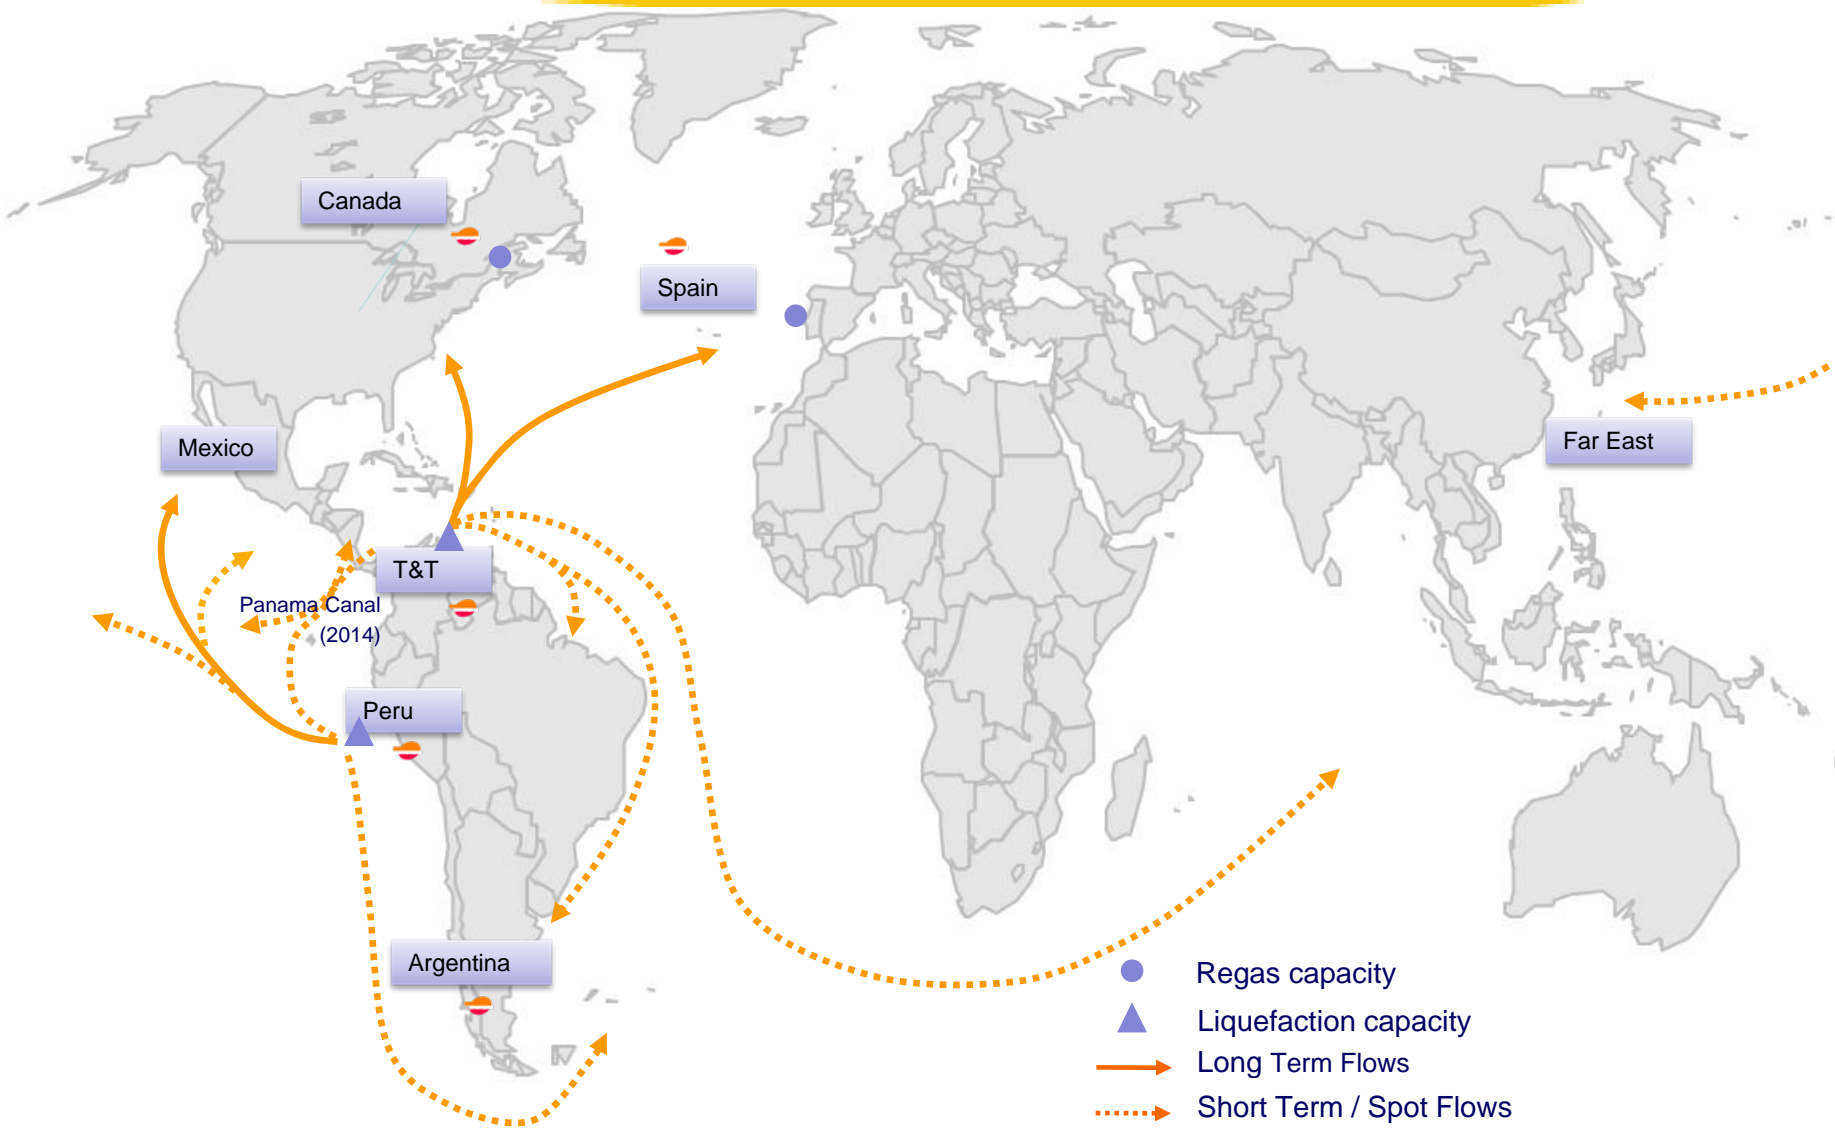 Canada
Spain
Mexico
Far East
T&T
Panama Canal
(2014)
Peru
Argentina
Regas capacity
Liquefaction capacity
Long Term Flows
Short Term / Spot Flows